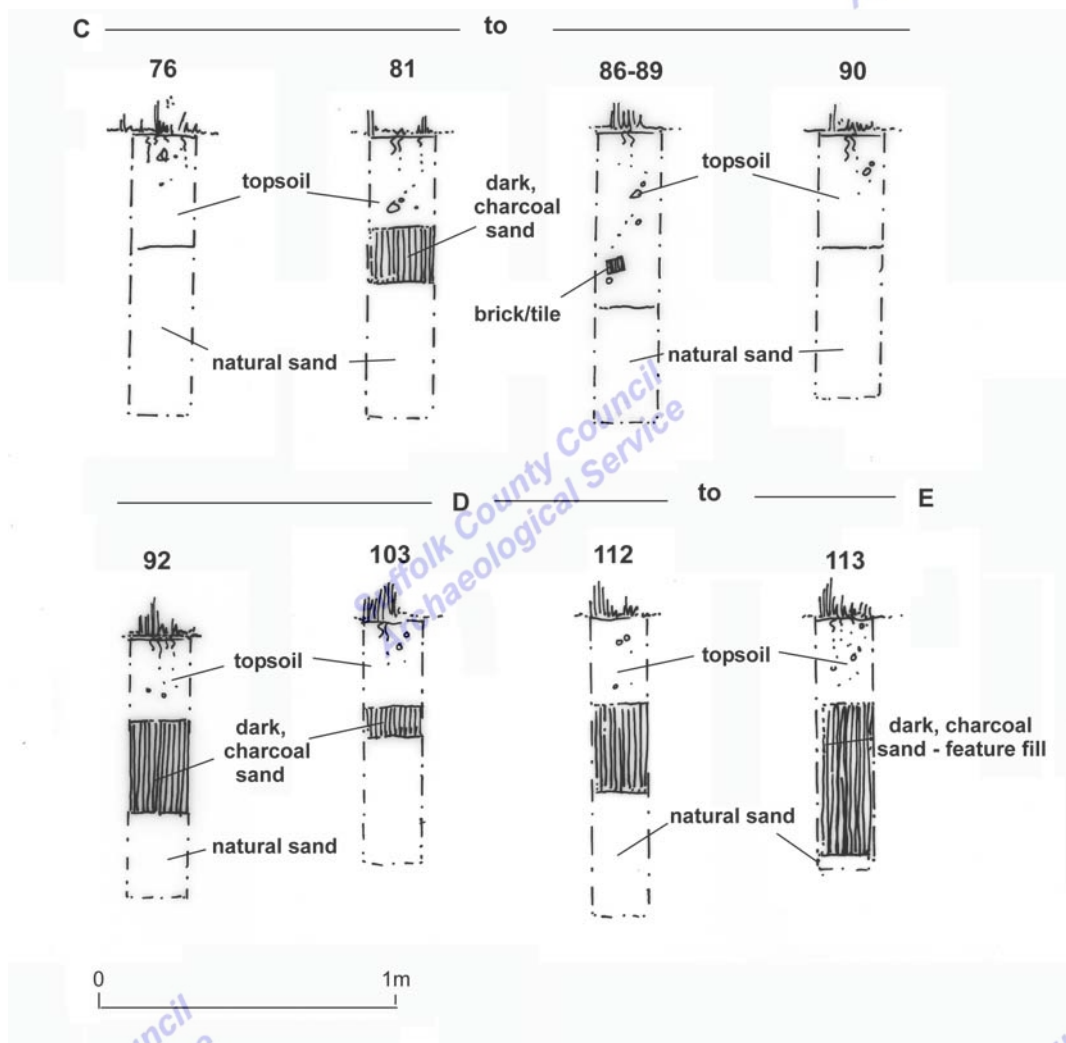 C to
76 81 86-89 90
topsoil
dark,
charcoal
sand
topsoil
brick/tile
natural sand
natural sand
Suffolk County Council
Archaeological Service
D to E
92 103 112 113
topsoil
topsoil
dark,
charcoal
sand
dark, charcoal
sand - feature fill
natural sand
natural sand
0 1m